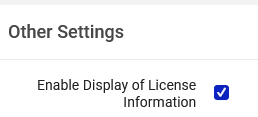 Other Settings
Enable Display of License
Information